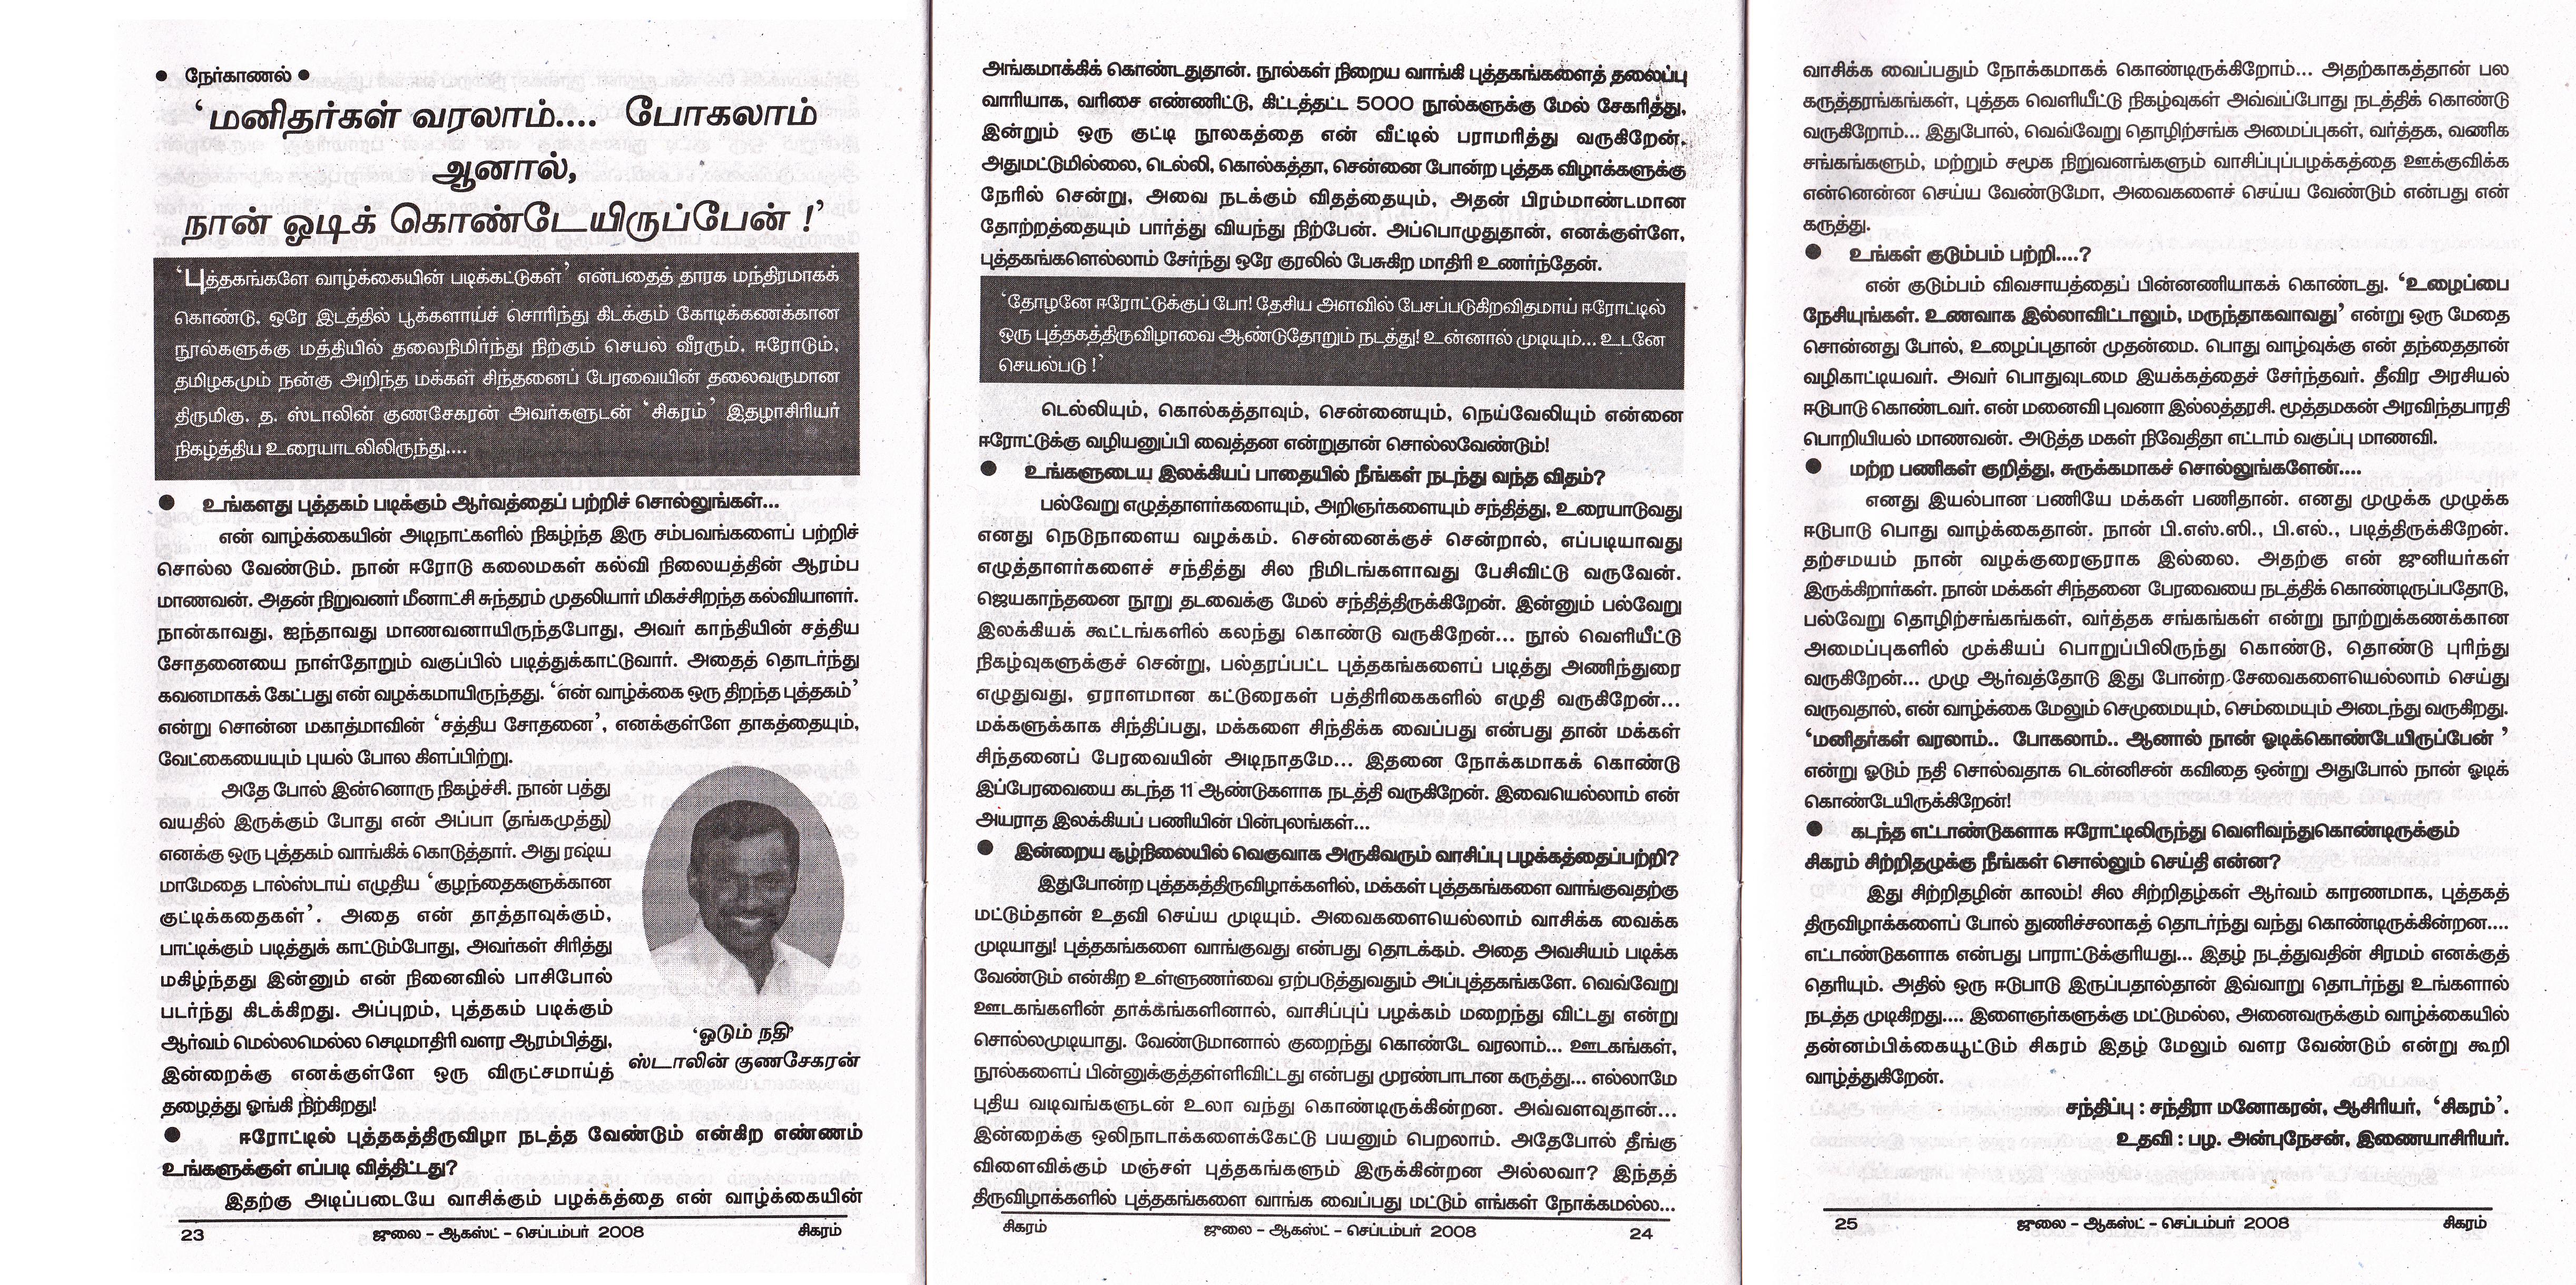 ● நேர்காணல் ●
‘மனிதர்கள் வரலாம்.... போகலாம்
ஆனால்,
நான் ஓடிக் கொண்டேயிருப்பேன் !’
‘புத்தகங்களே வாழ்க்கையின் படிக்கட்டுகள்’ என்பதைத் தாரக மந்திரமாகக்
கொண்டு, ஒரே இடத்தில் பூக்களாய்ச் சொரிந்து கிடக்கும் கோடிக்கணக்கான
நூல்களுக்கு மத்தியில் தலைநிமிர்ந்து நிற்கும் செயல் வீரரும், ஈரோடும்,
தமிழகமும் நன்கு அறிந்த மக்கள் சிந்தனைப் பேரவையின் தலைவருமான
திருமிகு. த. ஸ்டாலின் குணசேகரன் அவர்களுடன் ‘சிகரம்’ இதழாசிரியர்
நிகழ்த்திய உரையாடலிலிருந்து....
● உங்களது புத்தகம் படிக்கும் ஆர்வத்தைப் பற்றிச் சொல்லுங்கள்...
என் வாழ்க்கையின் அடிநாட்களில் நிகழ்ந்த இரு சம்பவங்களைப் பற்றிச்
சொல்ல வேண்டும். நான் ஈரோடு கலைமகள் கல்வி நிலையத்தின் ஆரம்ப
மாணவன். அதன் நிறுவனர் மீனாட்சி சுந்தரம் முதலியார் மிகச்சிறந்த கல்வியாளர்.
நான்காவது, ஐந்தாவது மாணவனாயிருந்தபோது, அவர் காந்தியின் சத்திய
சோதனையை நாள்தோறும் வகுப்பில் படித்துக்காட்டுவார். அதைத் தொடர்ந்து
கவனமாகக் கேட்பது என் வழக்கமாயிருந்தது. ‘என் வாழ்க்கை ஒரு திறந்த புத்தகம்’
என்று சொன்ன மகாத்மாவின் ‘சத்திய சோதனை’, எனக்குள்ளே தாகத்தையும்,
வேட்கையையும் புயல் போல கிளப்பிற்று.
அதே போல் இன்னொரு நிகழ்ச்சி. நான் பத்து
வயதில் இருக்கும் போது என் அப்பா (தங்கமுத்து)
எனக்கு ஒரு புத்தகம் வாங்கிக் கொடுத்தார். அது ரஷ்ய
மாமேதை டால்ஸ்டாய் எழுதிய ‘குழந்தைகளுக்கான
குட்டிக்கதைகள்’. அதை என் தாத்தாவுக்கும்,
பாட்டிக்கும் படித்துக் காட்டும்போது, அவர்கள் சிரித்து
மகிழ்ந்தது இன்னும் என் நினைவில் பாசிபோல்
படர்ந்து கிடக்கிறது. அப்புறம், புத்தகம் படிக்கும்
ஆர்வம் மெல்லமெல்ல செடிமாதிரி வளர ஆரம்பித்து,
இன்றைக்கு எனக்குள்ளே ஒரு விருட்சமாய்த்
தழைத்து ஓங்கி நிற்கிறது!
‘ஓடும் நதி’
ஸ்டாலின் குணசேகரன்
● ஈரோட்டில் புத்தகத்திருவிழா நடத்த வேண்டும் என்கிற எண்ணம்
உங்களுக்குள் எப்படி வித்திட்டது?
இதற்கு அடிப்படையே வாசிக்கும் பழக்கத்தை என் வாழ்க்கையின்
23 ஜுலை – ஆகஸ்ட் – செப்டம்பர் 2008 சிகரம்
அங்கமாக்கிக் கொண்டதுதான். நூல்கள் நிறைய வாங்கி புத்தகங்களைத் தலைப்பு
வாரியாக, வரிசை எண்ணிட்டு, கிட்டத்தட்ட 5000 நூல்களுக்கு மேல் சேகரித்து,
இன்றும் ஒரு குட்டி நூலகத்தை என் வீட்டில் பராமரித்து வருகிறேன்.
அதுமட்டுமில்லை, டெல்லி, கொல்கத்தா, சென்னை போன்ற புத்தக விழாக்களுக்கு
நேரில் சென்று, அவை நடக்கும் விதத்தையும், அதன் பிரம்மாண்டமான
தோற்றத்தையும் பார்த்து வியந்து நிற்பேன். அப்பொழுதுதான், எனக்குள்ளே,
புத்தகங்களெல்லாம் சேர்ந்து ஒரே குரலில் பேசுகிற மாதிரி உணர்ந்தேன்.
‘தோழனே ஈரோட்டுக்குப் போ! தேசிய அளவில் பேசப்படுகிறவிதமாய் ஈரோட்டில்
ஒரு புத்தகத்திருவிழாவை ஆண்டுதோறும் நடத்து! உன்னால் முடியும்... உடனே
செயல்படு !’
டெல்லியும், கொல்கத்தாவும், சென்னையும், நெய்வேலியும் என்னை
ஈரோட்டுக்கு வழியனுப்பி வைத்தன என்றுதான் சொல்லவேண்டும்!
● உங்களுடைய இலக்கியப் பாதையில் நீங்கள் நடந்து வந்த விதம்?
பல்வேறு எழுத்தாளர்களையும், அறிஞர்களையும் சந்தித்து, உரையாடுவது
எனது நெடுநாளைய வழக்கம். சென்னைக்குச் சென்றால், எப்படியாவது
எழுத்தாளர்களைச் சந்தித்து சில நிமிடங்களாவது பேசிவிட்டு வருவேன்.
ஜெயகாந்தனை நூறு தடவைக்கு மேல் சந்தித்திருக்கிறேன். இன்னும் பல்வேறு
இலக்கியக் கூட்டங்களில் கலந்து கொண்டு வருகிறேன்... நூல் வெளியீட்டு
நிகழ்வுகளுக்குச் சென்று, பல்தரப்பட்ட புத்தகங்களைப் படித்து அணிந்துரை
எழுதுவது, ஏராளமான கட்டுரைகள் பத்திரிகைகளில் எழுதி வருகிறேன்...
மக்களுக்காக சிந்திப்பது, மக்களை சிந்திக்க வைப்பது என்பது தான் மக்கள்
சிந்தனைப் பேரவையின் அடிநாதமே... இதனை நோக்கமாகக் கொண்டு
இப்பேரவையை கடந்த 11 ஆண்டுகளாக நடத்தி வருகிறேன். இவையெல்லாம் என்
அயராத இலக்கியப் பணியின் பின்புலங்கள்...
● இன்றைய சூழ்நிலையில் வெகுவாக அருகிவரும் வாசிப்பு பழக்கத்தைப்பற்றி?
இதுபோன்ற புத்தகத்திருவிழாக்களில், மக்கள் புத்தகங்களை வாங்குவதற்கு
மட்டும்தான் உதவி செய்ய முடியும். அவைகளையெல்லாம் வாசிக்க வைக்க
முடியாது! புத்தகங்களை வாங்குவது என்பது தொடக்கம். அதை அவசியம் படிக்க
வேண்டும் என்கிற உள்ளுணர்வை ஏற்படுத்துவதும் அப்புத்தகங்களே. வெவ்வேறு
ஊடகங்களின் தாக்கங்களினால், வாசிப்புப் பழக்கம் மறைந்து விட்டது என்று
சொல்லமுடியாது. வேண்டுமானால் குறைந்து கொண்டே வரலாம்... ஊடகங்கள்,
நூல்களைப் பின்னுக்குத்தள்ளிவிட்டது என்பது முரண்பாடான கருத்து... எல்லாமே
புதிய வடிவங்களுடன் உலா வந்து கொண்டிருக்கின்றன. அவ்வளவுதான்...
இன்றைக்கு ஒலிநாடாக்களைக்கேட்டு பயனும் பெறலாம். அதேபோல் தீங்கு
விளைவிக்கும் மஞ்சள் புத்தகங்களும் இருக்கின்றன அல்லவா? இந்தத்
திருவிழாக்களில் புத்தகங்களை வாங்க வைப்பது மட்டும் எங்கள் நோக்கமல்ல...
சிகரம் ஜுலை – ஆகஸ்ட் – செப்டம்பர் 2008 24
வாசிக்க வைப்பதும் நோக்கமாகக் கொண்டிருக்கிறோம்... அதற்காகத்தான் பல
கருத்தரங்கங்கள், புத்தக வெளியீட்டு நிகழ்வுகள் அவ்வப்போது நடத்திக் கொண்டு
வருகிறோம்... இதுபோல், வெவ்வேறு தொழிற்சங்க அமைப்புகள், வர்த்தக, வணிக
சங்கங்களும், மற்றும் சமூக நிறுவனங்களும் வாசிப்புப்பழக்கத்தை ஊக்குவிக்க
என்னென்ன செய்ய வேண்டுமோ, அவைகளைச் செய்ய வேண்டும் என்பது என்
கருத்து.
● உங்கள் குடும்பம் பற்றி....?
என் குடும்பம் விவசாயத்தைப் பின்னணியாகக் கொண்டது. ‘உழைப்பை
நேசியுங்கள். உணவாக இல்லாவிட்டாலும், மருந்தாகவாவது’ என்று ஒரு மேதை
சொன்னது போல், உழைப்புதான் முதன்மை. பொது வாழ்வுக்கு என் தந்தைதான்
வழிகாட்டியவர். அவர் பொதுவுடமை இயக்கத்தைச் சேர்ந்தவர். தீவிர அரசியல்
ஈடுபாடு கொண்டவர். என் மனைவி புவனா இல்லத்தரசி. மூத்தமகன் அரவிந்தபாரதி
பொறியியல் மாணவன். அடுத்த மகள் நிவேதிதா எட்டாம் வகுப்பு மாணவி.
● மற்ற பணிகள் குறித்து, சுருக்கமாகச் சொல்லுங்களேன்....
எனது இயல்பான பணியே மக்கள் பணிதான். எனது முழுக்க முழுக்க
ஈடுபாடு பொது வாழ்க்கைதான். நான் பி.எஸ்.ஸி., பி.எல்., படித்திருக்கிறேன்.
தற்சமயம் நான் வழக்குரைஞராக இல்லை. அதற்கு என் ஜுனியர்கள்
இருக்கிறார்கள். நான் மக்கள் சிந்தனை பேரவையை நடத்திக் கொண்டிருப்பதோடு,
பல்வேறு தொழிற்சங்கங்கள், வர்த்தக சங்கங்கள் என்று நூற்றுக்கணக்கான
அமைப்புகளில் முக்கியப் பொறுப்பிலிருந்து கொண்டு, தொண்டு புரிந்து
வருகிறேன்... முழு ஆர்வத்தோடு இது போன்ற சேவைகளையெல்லாம் செய்து
வருவதால், என் வாழ்க்கை மேலும் செழுமையும், செம்மையும் அடைந்து வருகிறது.
‘மனிதர்கள் வரலாம்.. போகலாம்.. ஆனால் நான் ஓடிக்கொண்டேயிருப்பேன் ’
என்று ஓடும் நதி சொல்வதாக டென்னிசன் கவிதை ஒன்று அதுபோல் நான் ஓடிக்
கொண்டேயிருக்கிறேன்!
● கடந்த எட்டாண்டுகளாக ஈரோட்டிலிருந்து வெளிவந்துகொண்டிருக்கும்
சிகரம் சிற்றிதழுக்கு நீங்கள் சொல்லும் செய்தி என்ன?
இது சிற்றிதழின் காலம்! சில சிற்றிதழ்கள் ஆர்வம் காரணமாக, புத்தகத்
திருவிழாக்களைப் போல் துணிச்சலாகத் தொடர்ந்து வந்து கொண்டிருக்கின்றன....
எட்டாண்டுகளாக என்பது பாராட்டுக்குரியது... இதழ் நடத்துவதின் சிரமம் எனக்குத்
தெரியும். அதில் ஒரு ஈடுபாடு இருப்பதால்தான் இவ்வாறு தொடர்ந்து உங்களால்
நடத்த முடிகிறது.... இளைஞர்களுக்கு மட்டுமல்ல, அனைவருக்கும் வாழ்க்கையில்
தன்னம்பிக்கையூட்டும் சிகரம் இதழ் மேலும் வளர வேண்டும் என்று கூறி
வாழ்த்துகிறேன்.
சந்திப்பு : சந்திரா மனோகரன், ஆசிரியர், ‘சிகரம்’.
உதவி : பழ. அன்புநேசன், இணையாசிரியர்.
25 ஜுலை – ஆகஸ்ட் – செப்டம்பர் 2008 சிகரம்